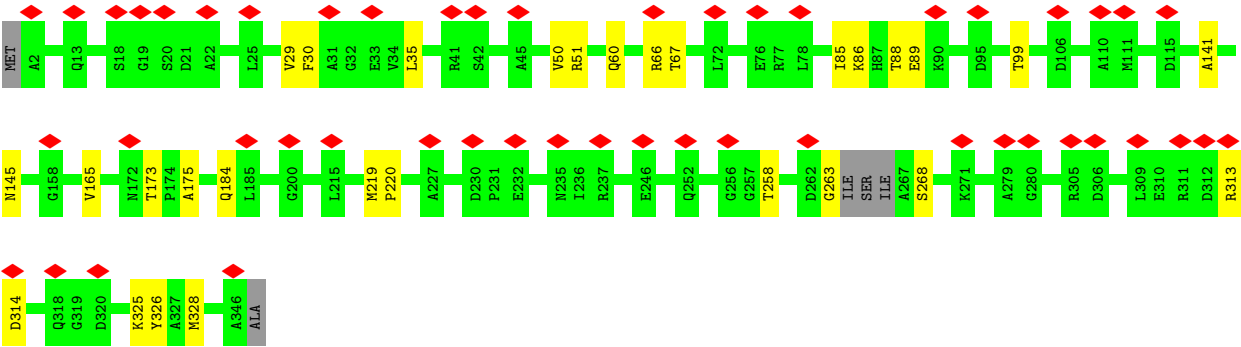 MET A2 Q13 S18 G19 S20 D21 A22 L25 V29 F30 A31 G32 E33 V34 L35 R41 S42 A45 V50 R51 Q60 R66 T67 L72 E76 R77 L78 I85 K86 H87 T88 E89 K90 D95 T99 D106 A110 M111 D115 A141
N145 G158 V165 N172 T173 P174 A175 Q184 L185 G200 L215 M219 P220 A227 D230 P231 E232 N235 I236 R237 E246 Q252 G256 G257 T258 D262 G263 ILE SER ILE A267 S268 K271 A279 G280 R305 D306 L309 E310 R311 D312 R313
D314 Q318 G319 D320 K325 Y326 A327 M328 A346 ALA